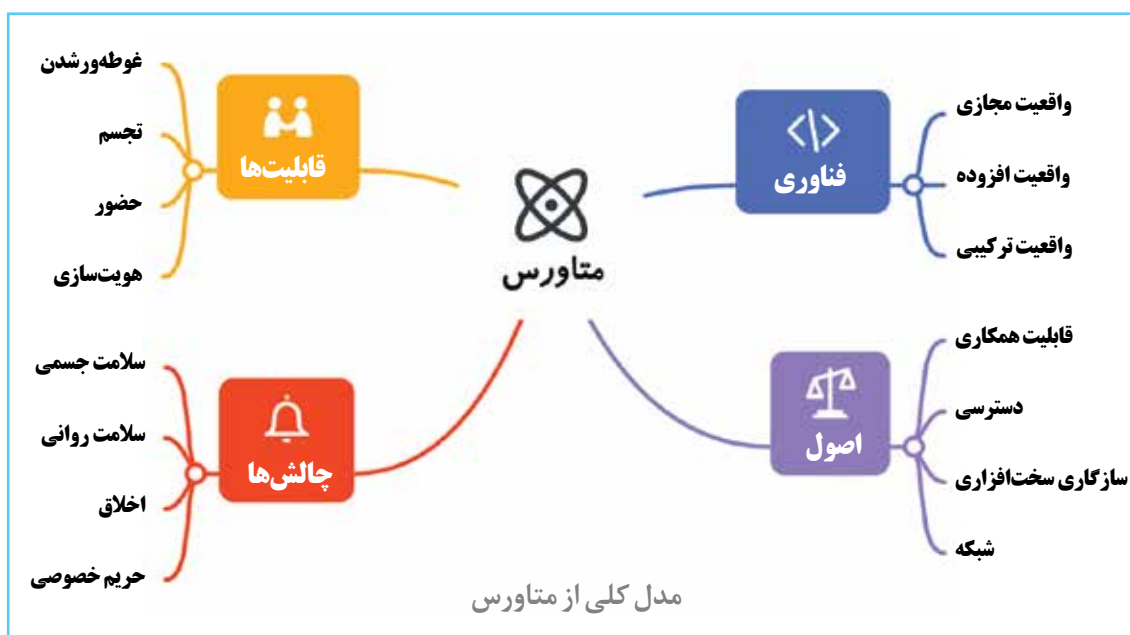 متاورس
فناوری
واقعیت مجازی
واقعیت افزوده
واقعیت ترکیبی
قابلیت‌ها
غوطه‌ورشدن
تجسم
حضور
هویت‌سازی
اصول
قابلیت همکاری
دسترسی
سازگاری سخت‌افزاری
شبکه
چالش‌ها
سلامت جسمی
سلامت روانی
اخلاق
حریم خصوصی
مدل کلی از متاورس